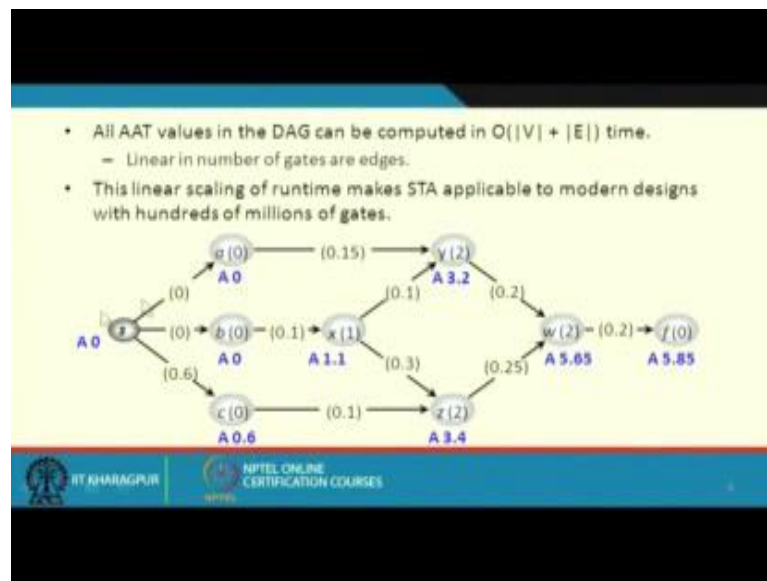 • All AAT values in the DAG can be computed in O(|V| + |E|) time.
– Linear in number of gates are edges.
• This linear scaling of runtime makes STA applicable to modern designs
with hundreds of millions of gates.
a (0) (0.15) y (2)
A 0 A 3.2
(0) (0.1) (0.2)
s (0) b (0) (0.1) x (1) w (2) (0.2) f (0)
A 0 A 0 A 1.1 (0.3) (0.25) A 5.65 A 5.85
(0.6)
c (0) (0.1) z (2)
A 0.6 A 3.4
IIT KHARAGPUR
NPTEL ONLINE
CERTIFICATION COURSES
NPTEL